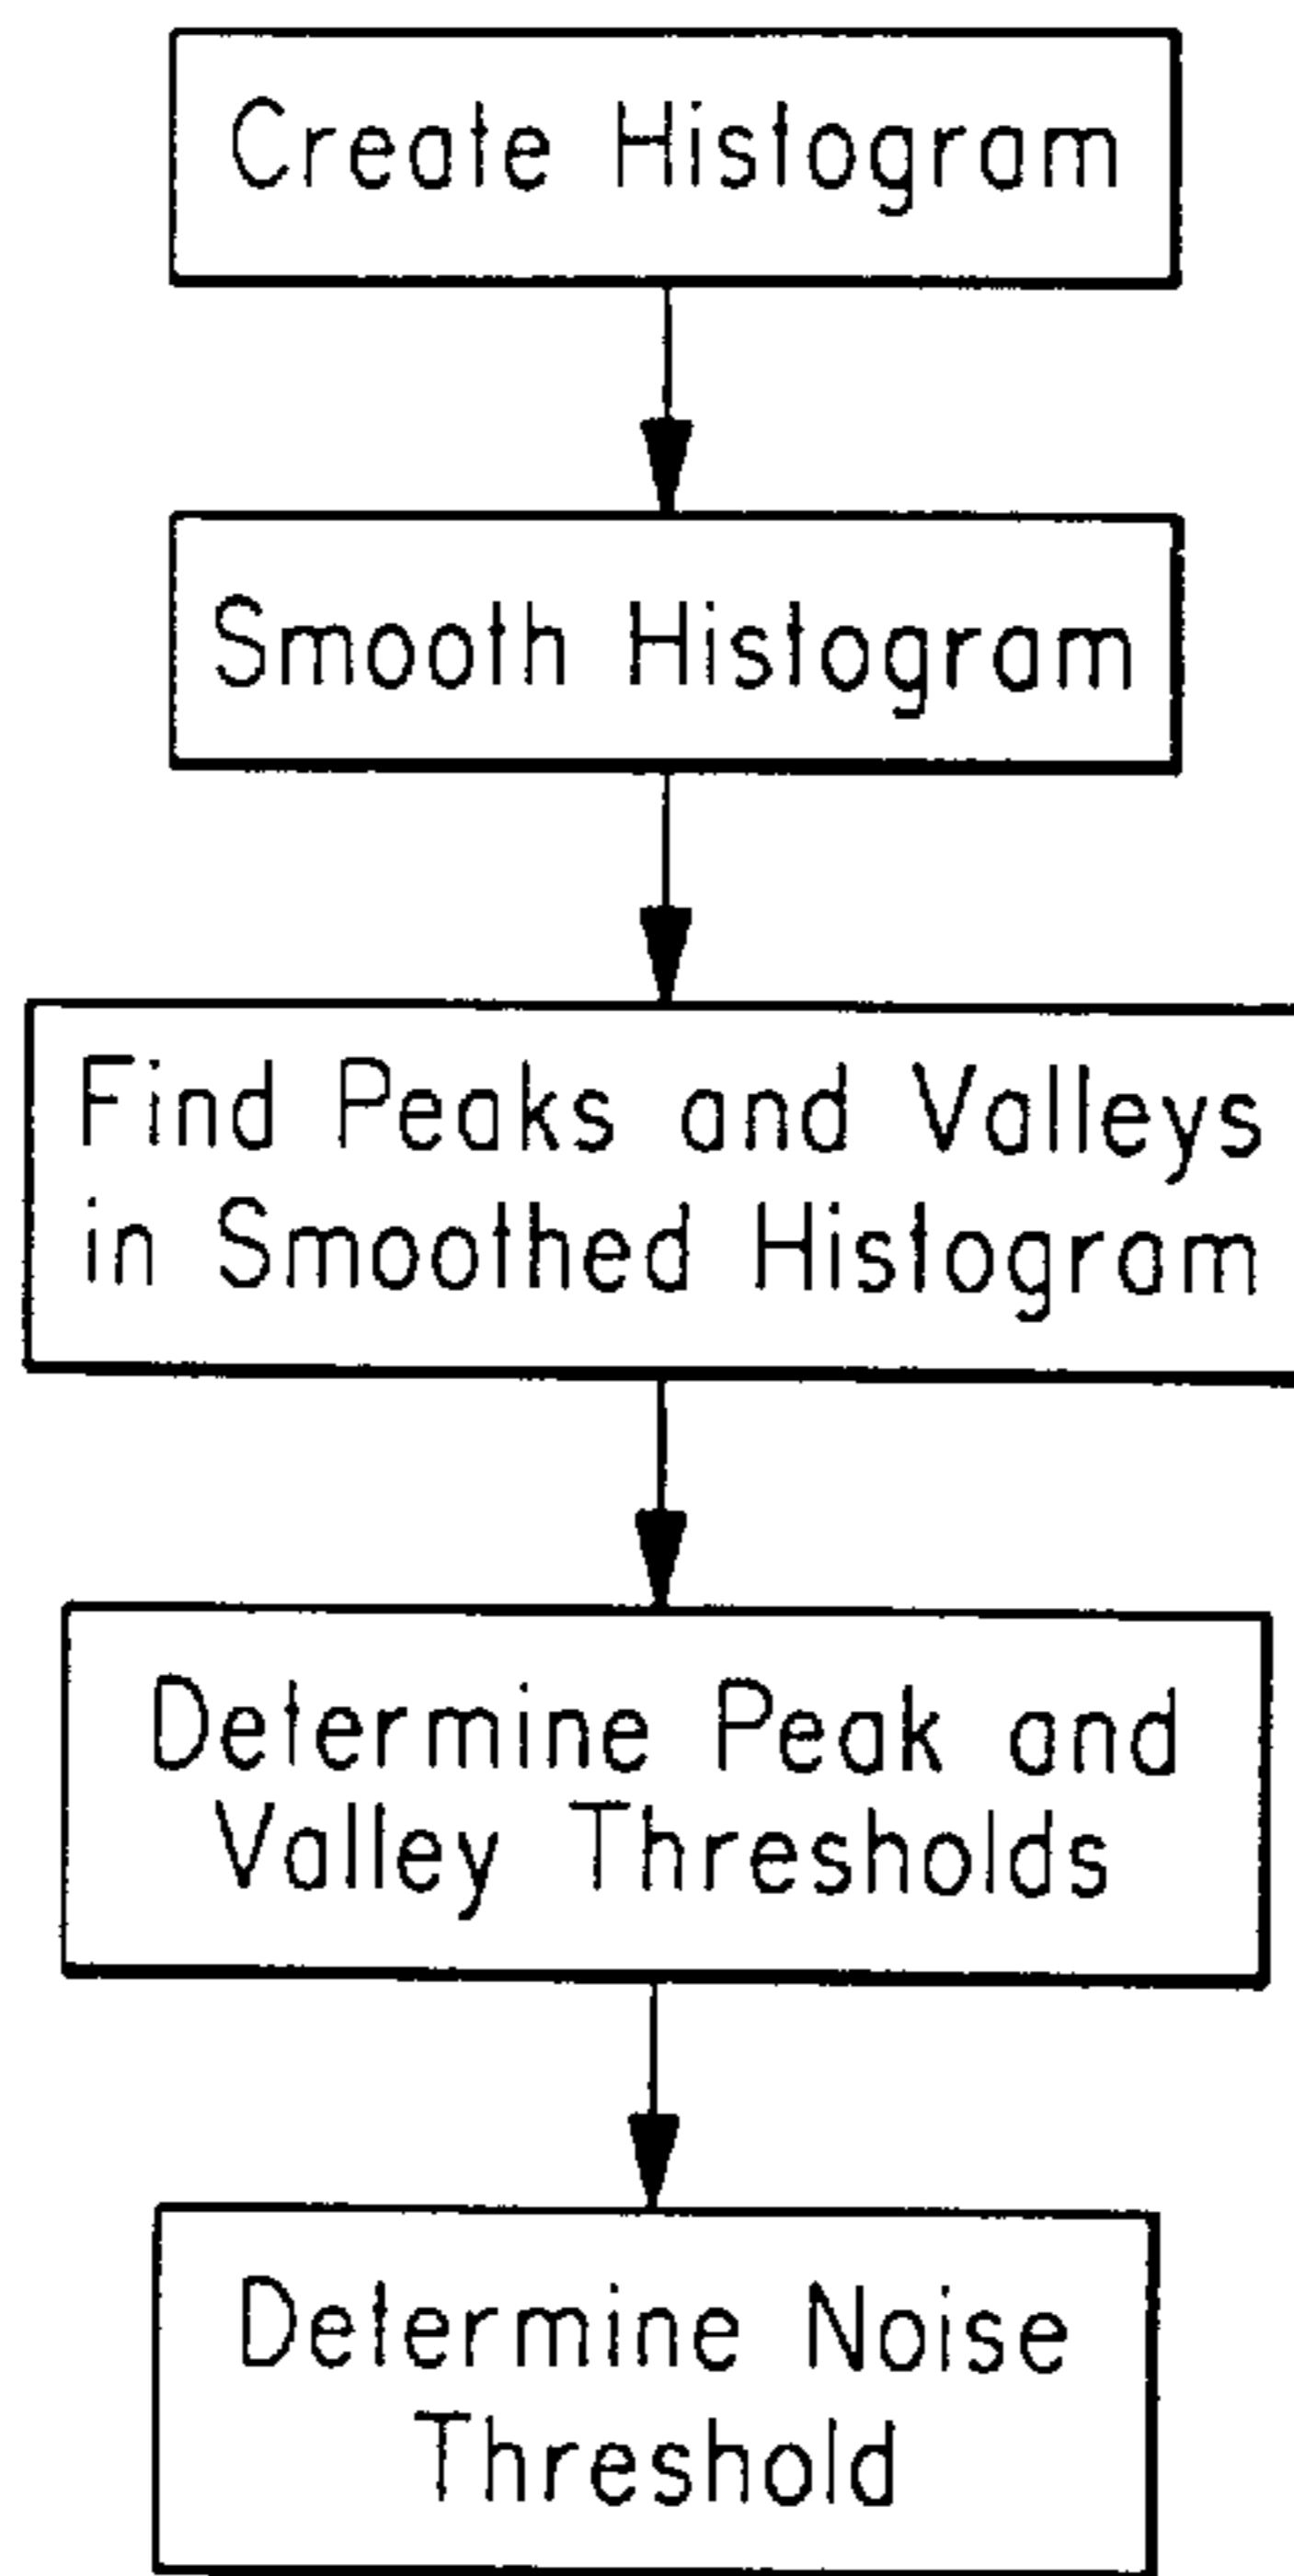 Create Histogram
Smooth Histogram
Find Peaks and Valleys
in Smoothed Histogram
Determine Peak and
Valley Thresholds
Determine Noise
Threshold